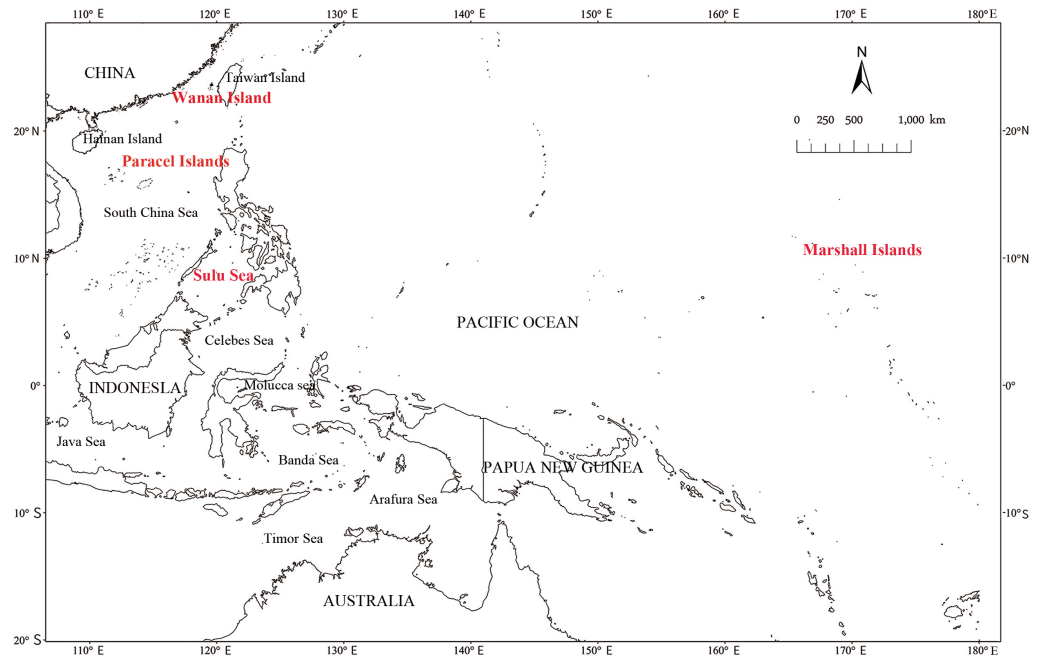 110° E 120° E 130° E 140° E 150° E 160° E 170° E 180° E
CHINA
Taiwan Island
Wanan Island
N
0 250 500 1,000 km
20° N
20° N
Hainan Island
Paracel Islands
South China Sea
Marshall Islands
10° N
10° N
Sulu Sea
PACIFIC OCEAN
Celebes Sea
0°
0°
INDONESLA
Molucca sea
Java Sea
Banda Sea
PAPUA NEW GUINEA
Arafura Sea
10° S
10° S
Timor Sea
AUSTRALIA
20° S
110° E 120° E 130° E 140° E 150° E 160° E 170° E 180° E